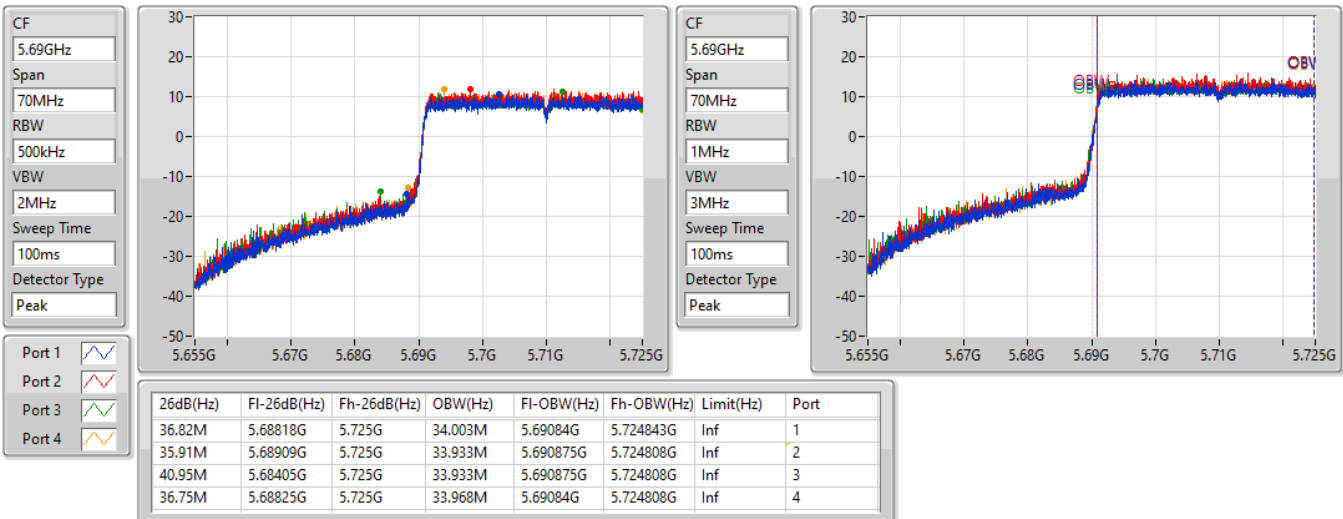 CF
5.69GHz
Span
70MHz
RBW
500kHz
VBW
2MHz
Sweep Time
100ms
Detector Type
Peak
30
20
10
0
-10
-20
-30
-40
-50
5.655G 5.67G 5.68G 5.69G 5.7G 5.71G 5.725G
CF
5.69GHz
Span
70MHz
RBW
1MHz
VBW
3MHz
Sweep Time
100ms
Detector Type
Peak
30
20
10
0
-10
-20
-30
-40
-50
OBW
OBW
5.655G 5.67G 5.68G 5.69G 5.7G 5.71G 5.725G
Port 1
Port 2
Port 3
Port 4
26dB(Hz) Fl-26dB(Hz) Fh-26dB(Hz) OBW(Hz) Fl-OBW(Hz) Fh-OBW(Hz) Limit(Hz) Port
36.82M 5.68818G 5.725G 34.003M 5.69084G 5.724843G Inf 1
35.91M 5.68909G 5.725G 33.933M 5.690875G 5.724808G Inf 2
40.95M 5.68405G 5.725G 33.933M 5.690875G 5.724808G Inf 3
36.75M 5.68825G 5.725G 33.968M 5.69084G 5.724808G Inf 4